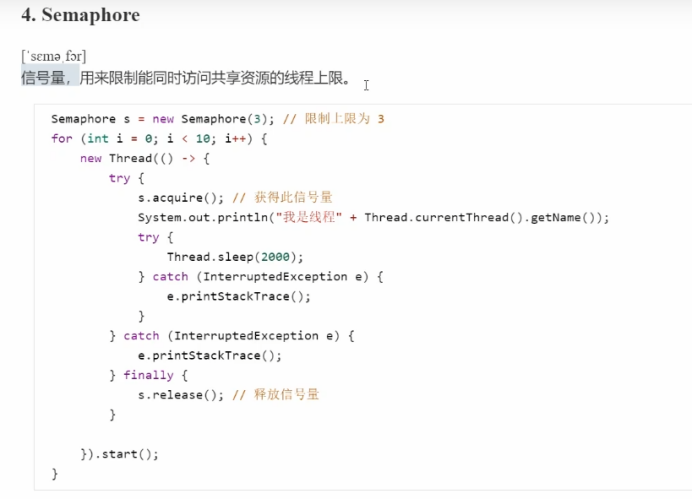 4. Semaphore
[ˈsɛməˌfɔr]
信号量，用来限制能同时访问共享资源的线程上限。
Semaphore s = new Semaphore(3); // 限制上限为 3
for (int i = 0; i < 10; i++) {
new Thread(() -> {
try {
s.acquire(); // 获得此信号量
System.out.println("我是线程" + Thread.currentThread().getName());
try {
Thread.sleep(2000);
} catch (InterruptedException e) {
e.printStackTrace();
}
} catch (InterruptedException e) {
e.printStackTrace();
} finally {
s.release(); // 释放信号量
}
}).start();
}